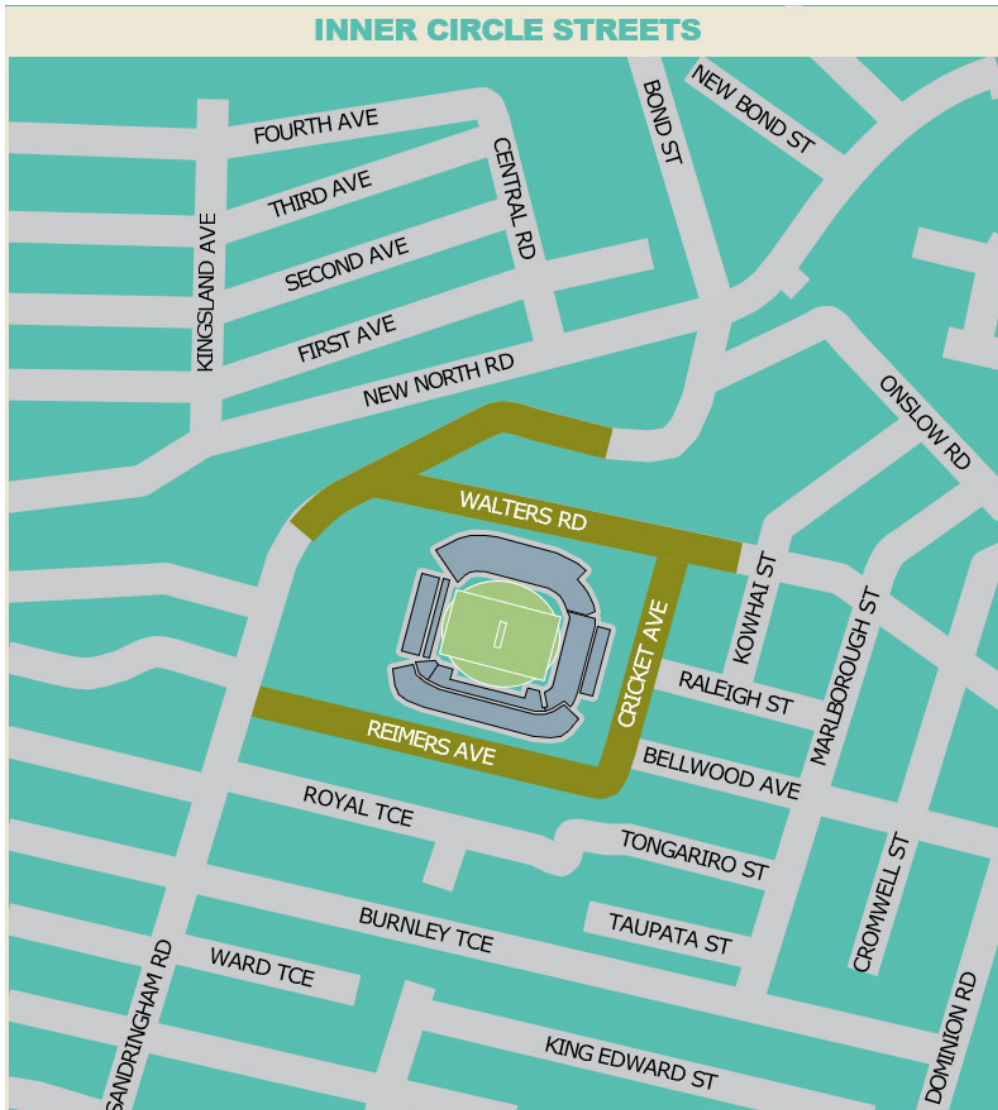 INNER CIRCLE STREETS
FOURTH AVE
BOND ST
NEW BOND ST
THIRD AVE
CENTRAL RD
KINGSLAND AVE
SECOND AVE
FIRST AVE
NEW NORTH RD
ONSLOW RD
WALTERS RD
KOWHAI ST
CRICKET AVE
MARLBOROUGH ST
RALEIGH ST
REIMERS AVE
BELLWOOD AVE
ROYAL TCE
TONGARIRO ST
CROMWELL ST
BURNLEY TCE
TAUPATA ST
WARD TCE
SANDRINGHAM RD
DOMINION RD
KING EDWARD ST